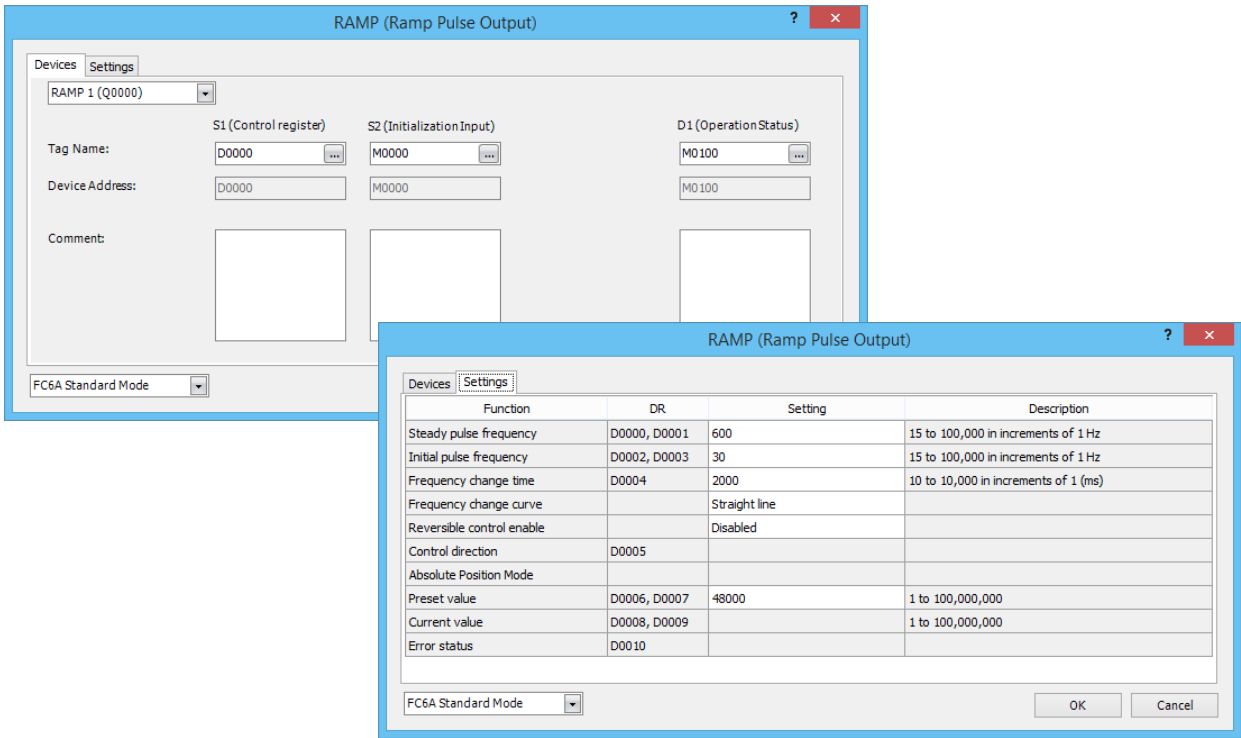 RAMP (Ramp Pulse Output)
? ×
Devices Settings
RAMP 1 (Q0000)
S1 (Control register) S2 (Initialization Input) D1 (Operation Status)
Tag Name: D0000 ... M0000 ... M0100 ...
Device Address: D0000 M0000 M0100
Comment:
FC6A Standard Mode
RAMP (Ramp Pulse Output)
? ×
Devices Settings
Function DR Setting Description
Steady pulse frequency D0000, D0001 600 15 to 100,000 in increments of 1 Hz
Initial pulse frequency D0002, D0003 30 15 to 100,000 in increments of 1 Hz
Frequency change time D0004 2000 10 to 10,000 in increments of 1 (ms)
Frequency change curve Straight line
Reversible control enable Disabled
Control direction D0005
Absolute Position Mode
Preset value D0006, D0007 48000 1 to 100,000,000
Current value D0008, D0009 1 to 100,000,000
Error status D0010
FC6A Standard Mode
OK Cancel